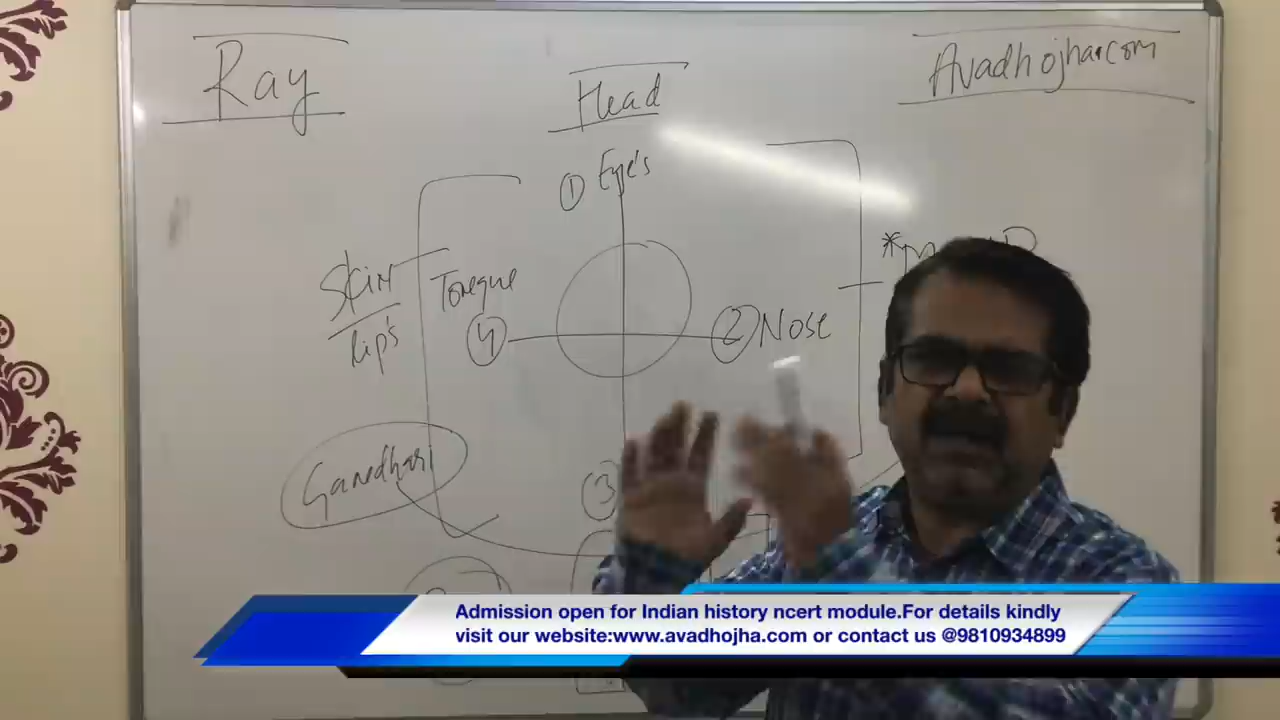 Ray
Head
Avadhojha.com
① Eye's
Skin
Lip's
Toreque
④
② Nose
Gandhari
③
Admission open for Indian history ncert module.For details kindly
visit our website:www.avadhojha.com or contact us @9810934899